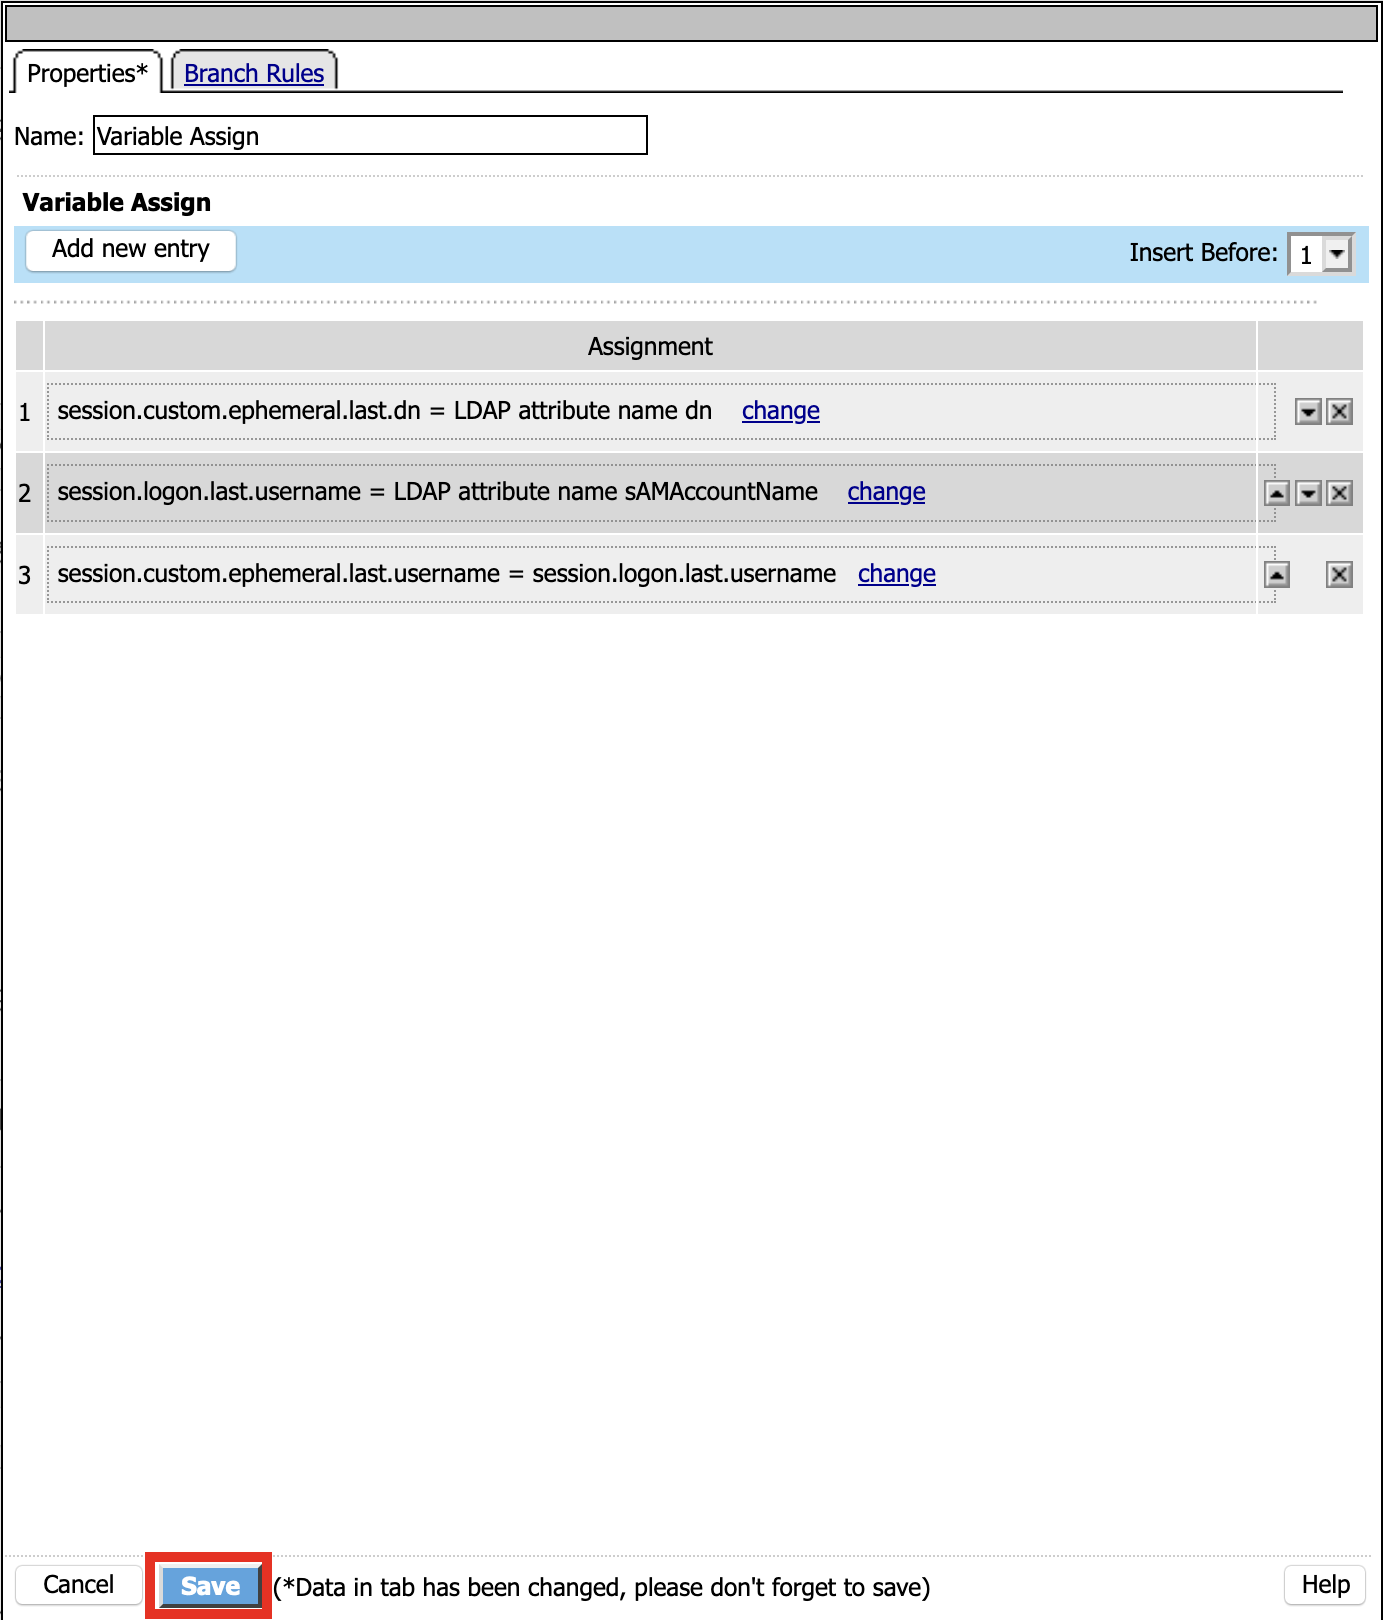 Properties* Branch Rules
Name: Variable Assign
Variable Assign
Add new entry Insert Before: 1
Assignment
1 session.custom.ephemeral.last.dn = LDAP attribute name dn change
2 session.logon.last.username = LDAP attribute name sAMAccountName change
3 session.custom.ephemeral.last.username = session.logon.last.username change
Cancel Save (*Data in tab has been changed, please don't forget to save) Help